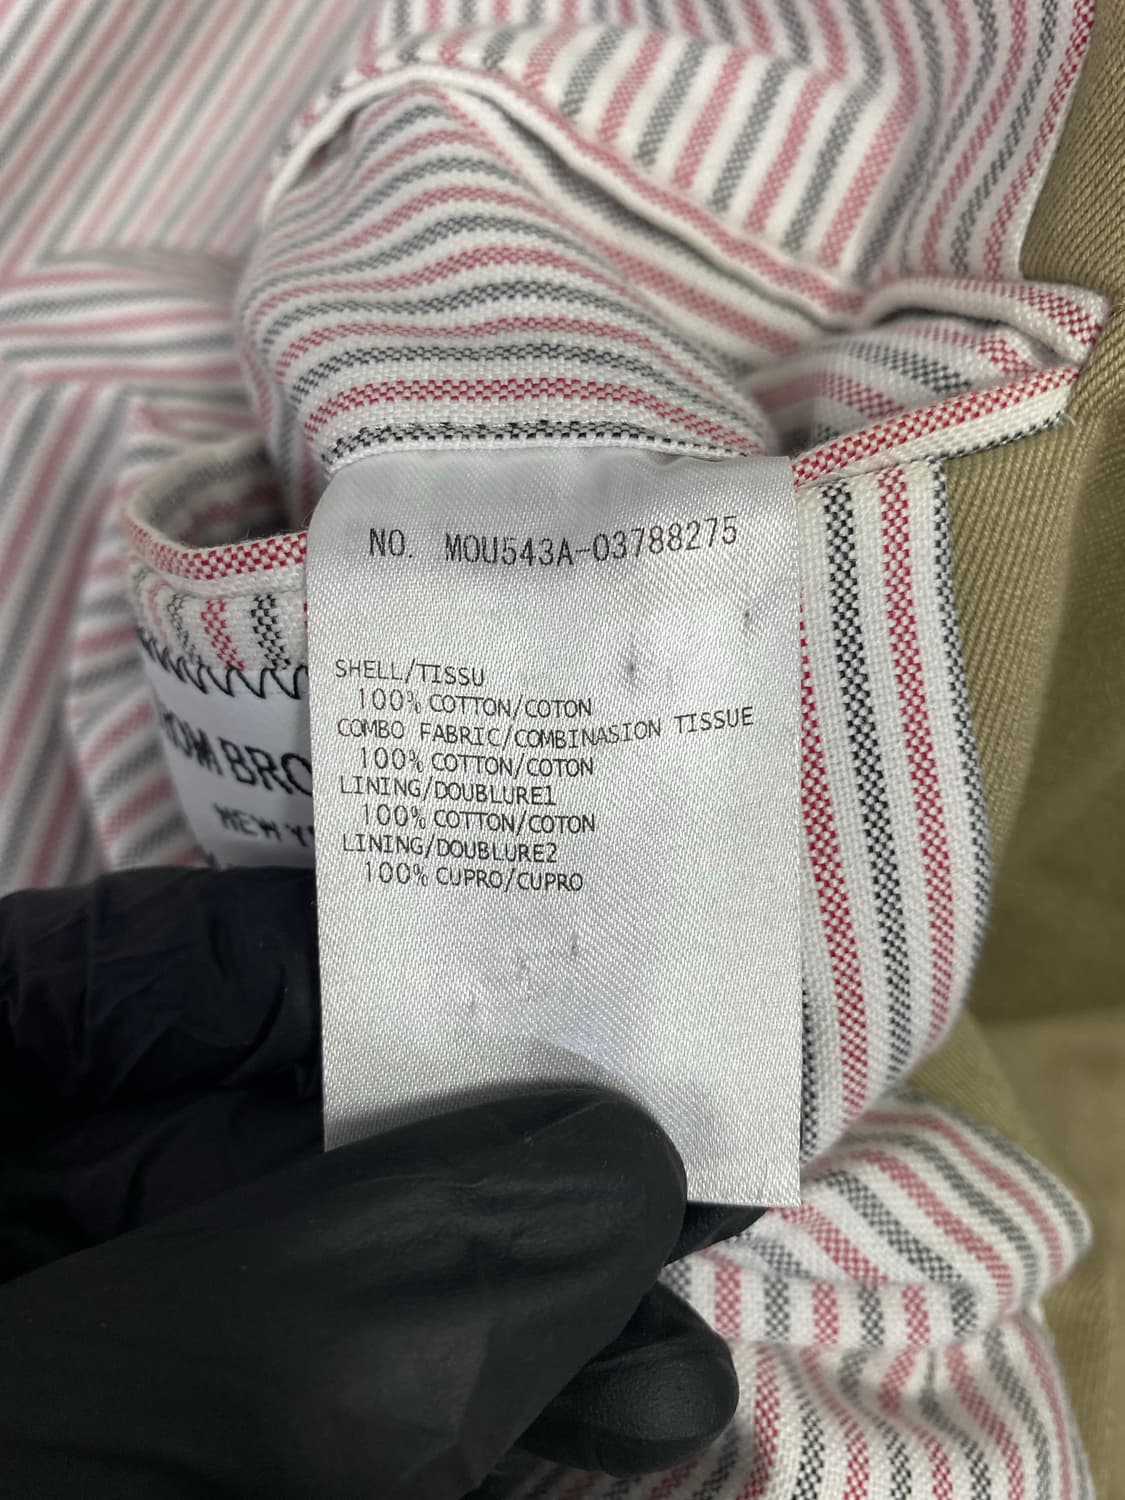 NO. MOU543A-03788275
SHELL/TISSU
100% COTTON/COTON
COMBO FABRIC/COMBINASION TISSUE
100% COTTON/COTON
LINING/DOUBLURE1
100% COTTON/COTON
LINING/DOUBLURE2
100% CUPRO/CUPRO